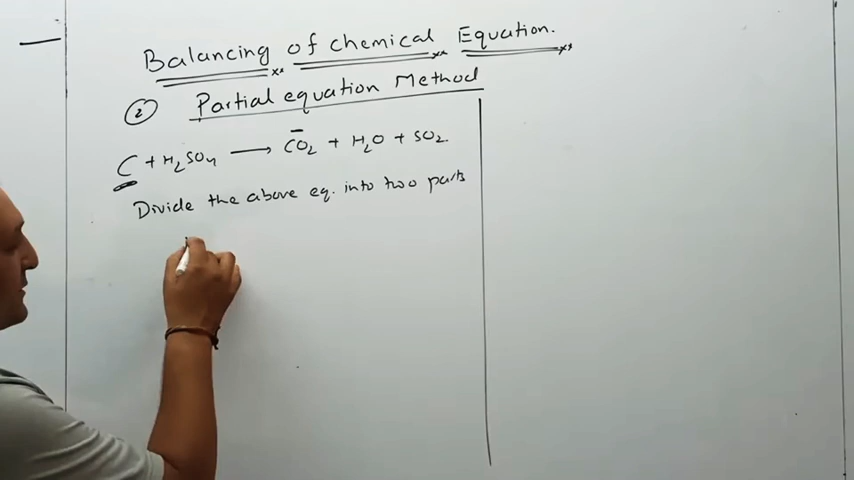 Balancing of chemical Equation.
② Partial equation Method
C + H₂SO₄ ⟶ CO₂ + H₂O + SO₂
Divide the above eq. into two parts